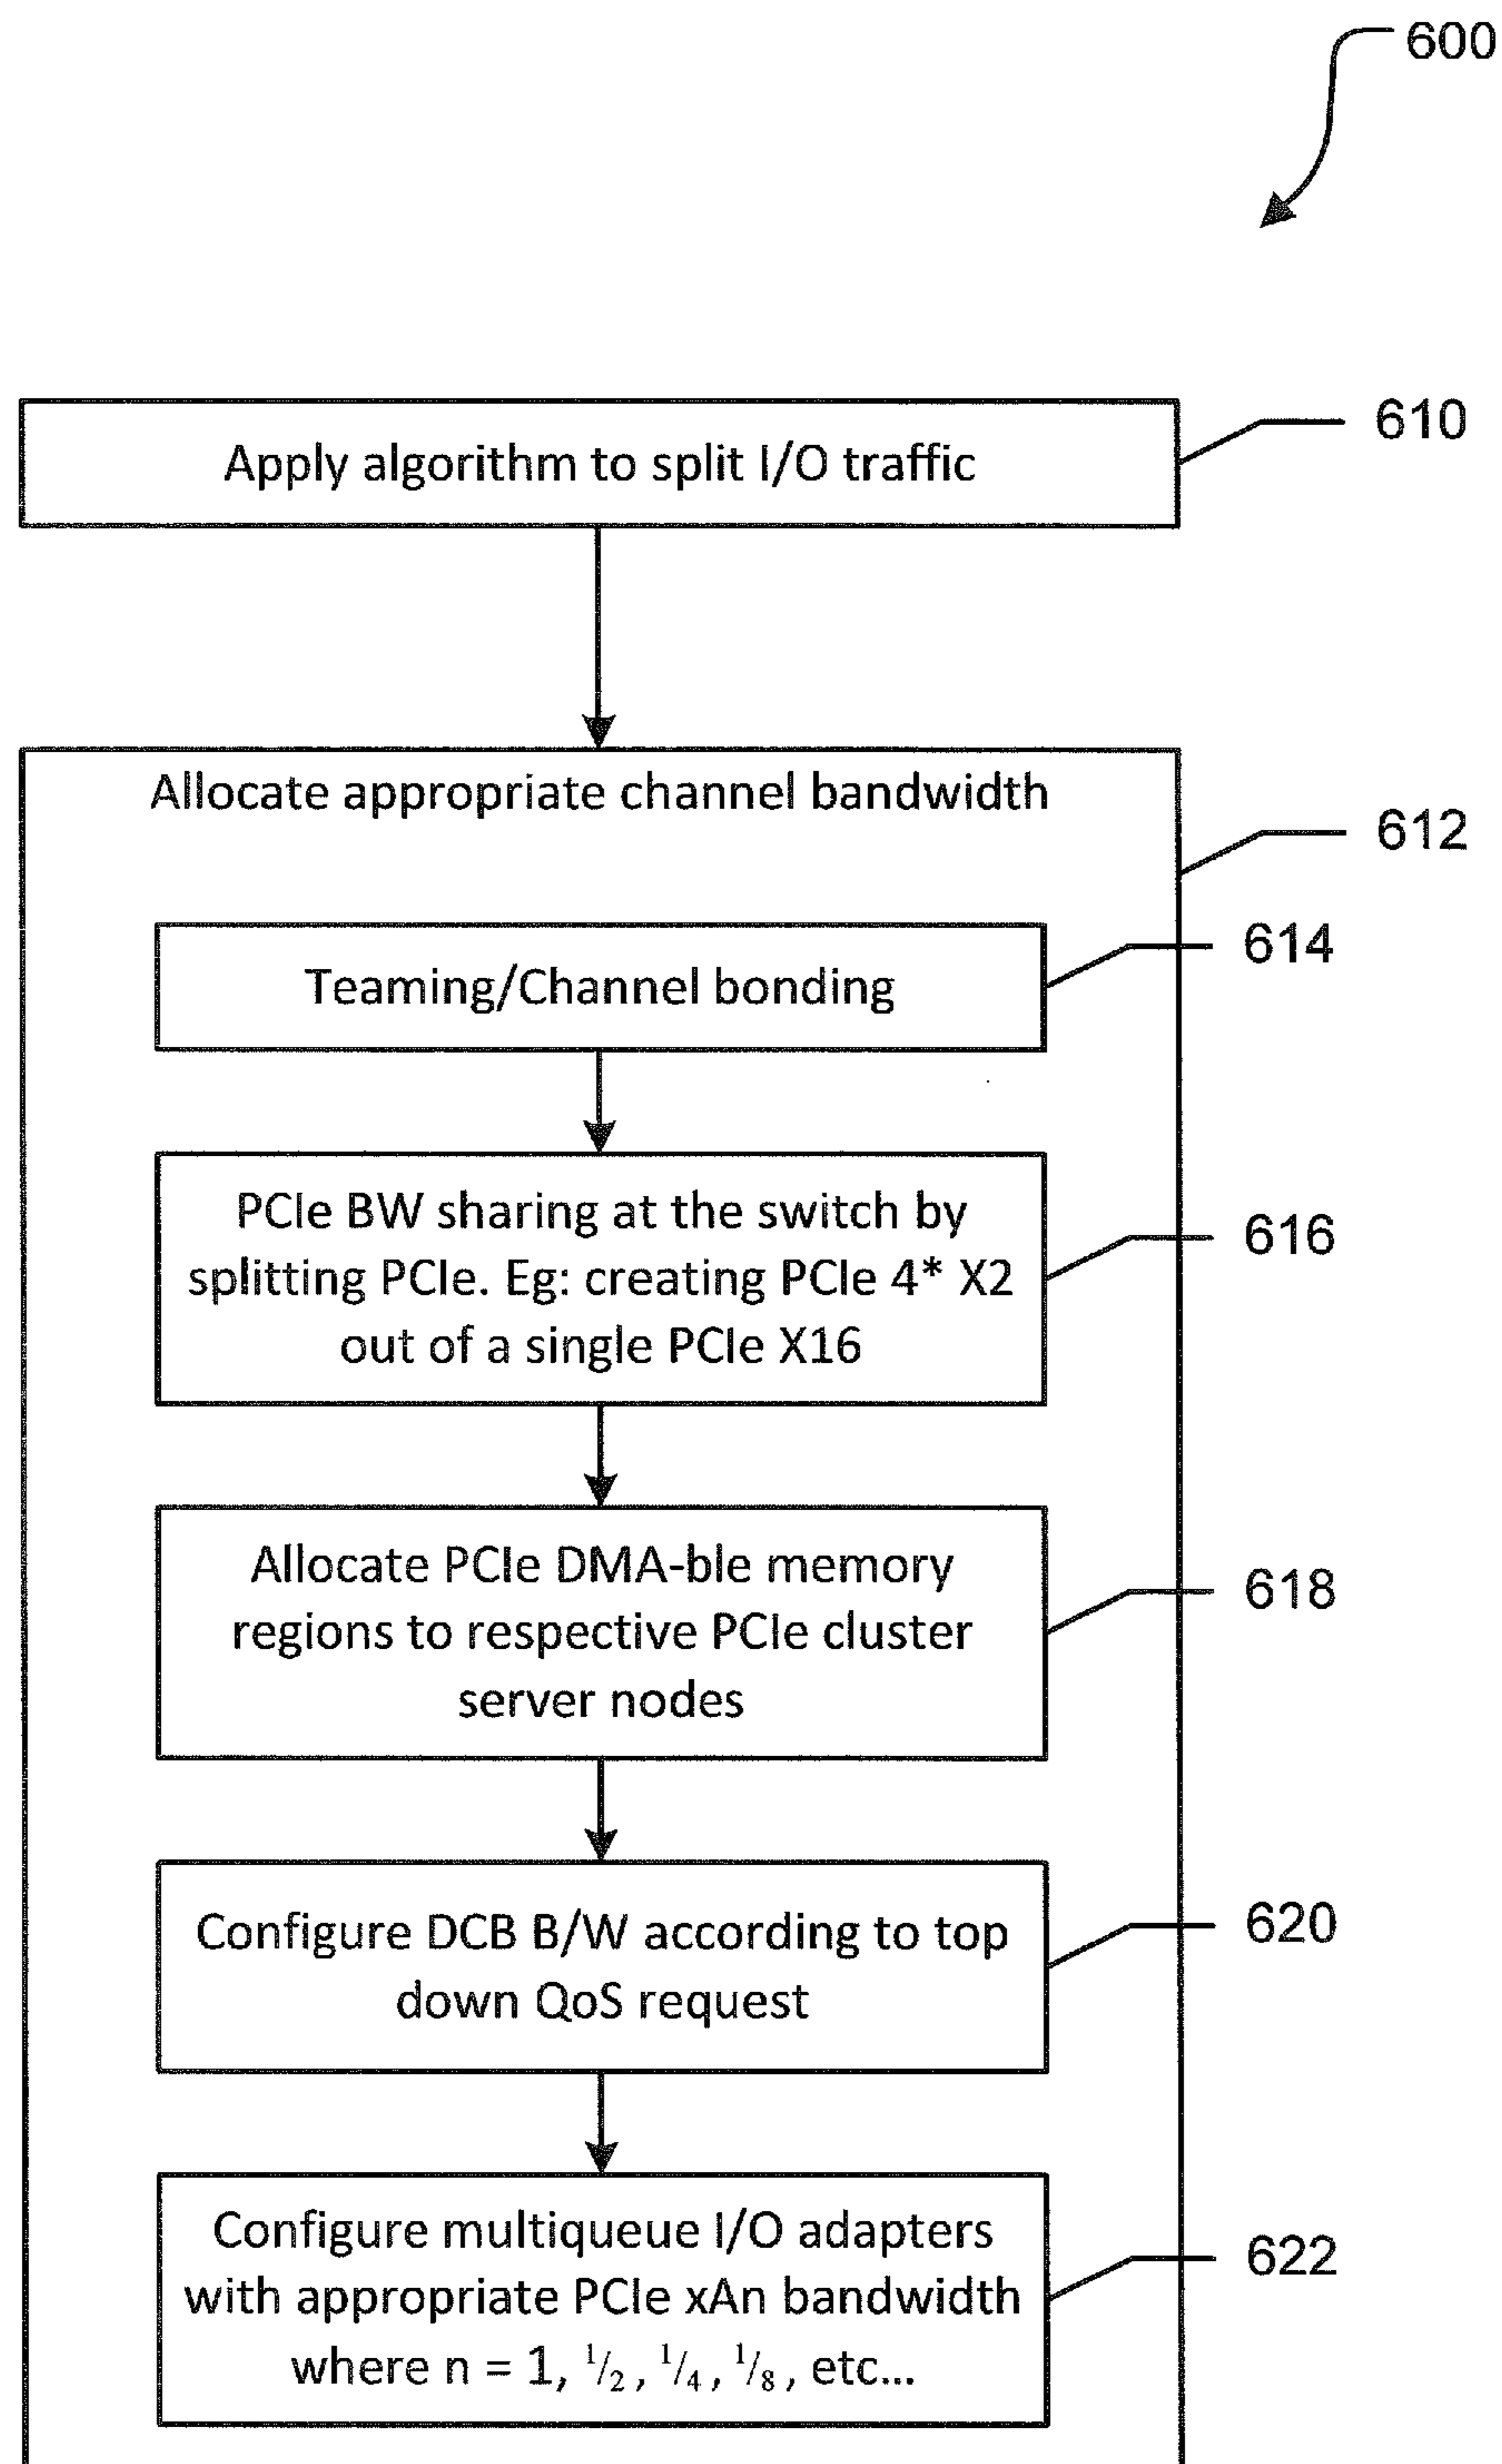 600
Apply algorithm to split I/O traffic
610
Allocate appropriate channel bandwidth
612
Teaming/Channel bonding
614
PCIe BW sharing at the switch by
splitting PCIe. Eg: creating PCIe 4* X2
out of a single PCIe X16
616
Allocate PCIe DMA-ble memory
regions to respective PCIe cluster
server nodes
618
Configure DCB B/W according to top
down QoS request
620
Configure multiqueue I/O adapters
with appropriate PCIe xAn bandwidth
where n = 1, 1/2, 1/4, 1/8, etc...
622